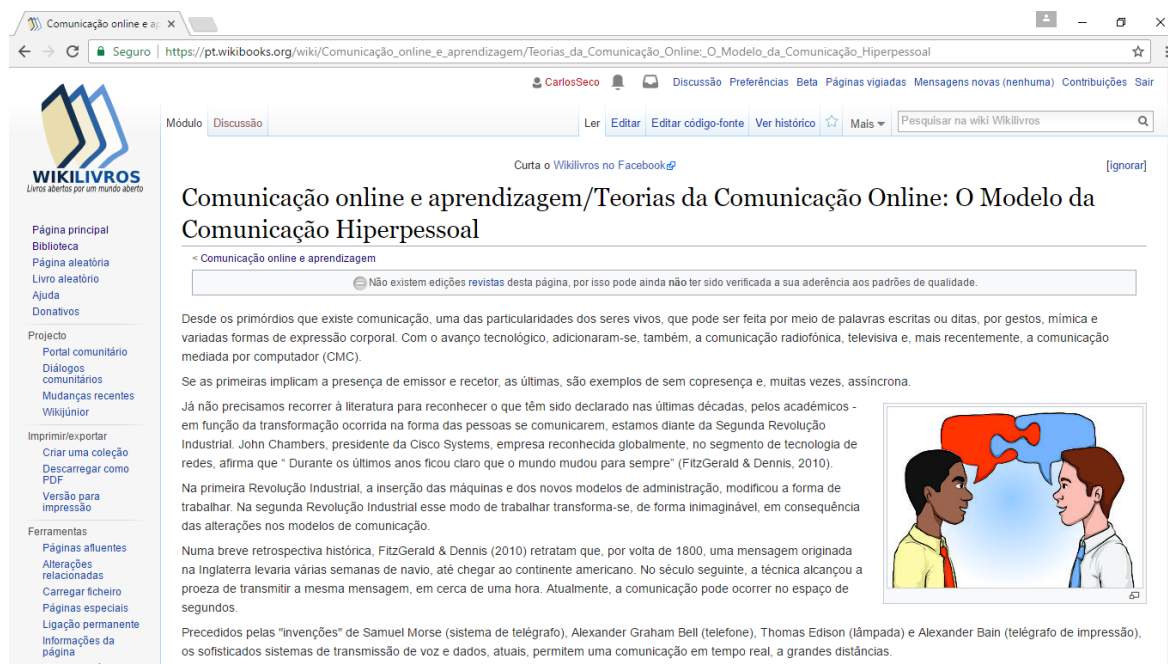 Comunicação online e ap
Seguro | https://pt.wikibooks.org/wiki/Comunicação_online_e_aprendizagem/Teorias_da_Comunicação_Online:_O_Modelo_da_Comunicação_Hiperpessoal
CarlosSeco Discussão Preferências Beta Páginas vigiadas Mensagens novas (nenhuma) Contribuições Sair
Módulo Discussão Ler Editar Editar código-fonte Ver histórico Mais Pesquisar na wiki Wikilivros
WIKILIVROS
Livros abertos por um mundo aberto
Página principal
Biblioteca
Página aleatória
Livro aleatório
Ajuda
Donativos
Projecto
Portal comunitário
Diálogos
comunitários
Mudanças recentes
Wikijúnior
Imprimir/exportar
Criar uma coleção
Descarregar como
PDF
Versão para
impressão
Ferramentas
Páginas afluentes
Alterações
relacionadas
Carregar ficheiro
Páginas especiais
Ligação permanente
Informações da
página
Curta o Wikilivros no Facebook [ignorar]
Comunicação online e aprendizagem/Teorias da Comunicação Online: O Modelo da
Comunicação Hiperpessoal
< Comunicação online e aprendizagem
Não existem edições revistas desta página, por isso pode ainda não ter sido verificada a sua aderência aos padrões de qualidade.
Desde os primórdios que existe comunicação, uma das particularidades dos seres vivos, que pode ser feita por meio de palavras escritas ou ditas, por gestos, mímica e
variadas formas de expressão corporal. Com o avanço tecnológico, adicionaram-se, também, a comunicação radiofónica, televisiva e, mais recentemente, a comunicação
mediada por computador (CMC).
Se as primeiras implicam a presença de emissor e recetor, as últimas, são exemplos de sem copresença e, muitas vezes, assíncrona.
Já não precisamos recorrer à literatura para reconhecer o que têm sido declarado nas últimas décadas, pelos académicos -
em função da transformação ocorrida na forma das pessoas se comunicarem, estamos diante da Segunda Revolução
Industrial. John Chambers, presidente da Cisco Systems, empresa reconhecida globalmente, no segmento de tecnologia de
redes, afirma que “ Durante os últimos anos ficou claro que o mundo mudou para sempre” (FitzGerald & Dennis, 2010).
Na primeira Revolução Industrial, a inserção das máquinas e dos novos modelos de administração, modificou a forma de
trabalhar. Na segunda Revolução Industrial esse modo de trabalhar transforma-se, de forma inimaginável, em consequência
das alterações nos modelos de comunicação.
Numa breve retrospectiva histórica, FitzGerald & Dennis (2010) retratam que, por volta de 1800, uma mensagem originada
na Inglaterra levaria várias semanas de navio, até chegar ao continente americano. No século seguinte, a técnica alcançou a
proeza de transmitir a mesma mensagem, em cerca de uma hora. Atualmente, a comunicação pode ocorrer no espaço de
segundos.
Precedidos pelas "invenções" de Samuel Morse (sistema de telégrafo), Alexander Graham Bell (telefone), Thomas Edison (lâmpada) e Alexander Bain (telégrafo de impressão),
os sofisticados sistemas de transmissão de voz e dados, atuais, permitem uma comunicação em tempo real, a grandes distâncias.